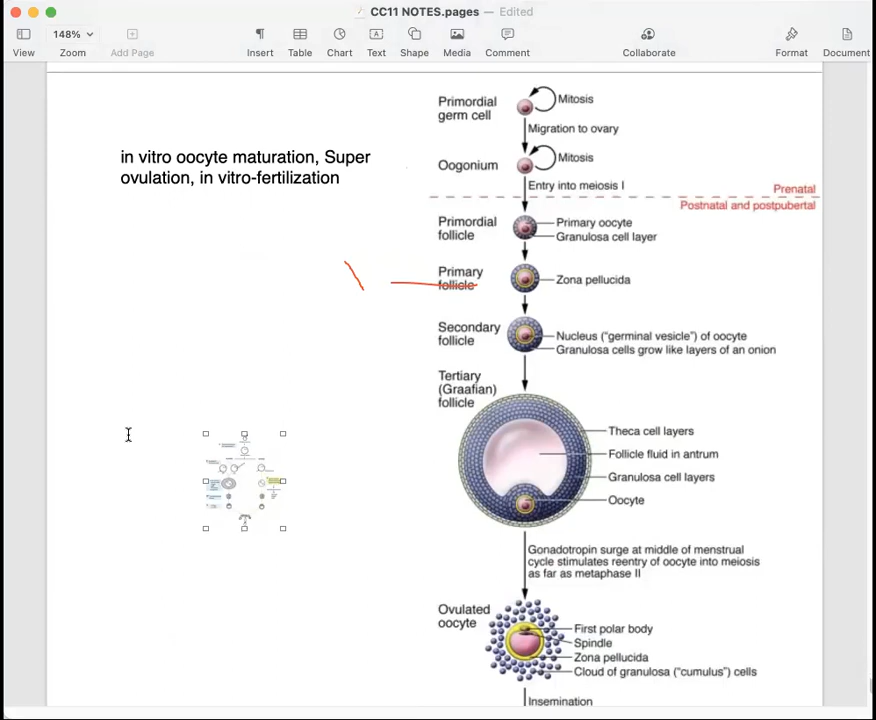 CC11 NOTES.pages — Edited
148%
View
Zoom
Add Page
Insert
Table
Chart
Text
Shape
Media
Comment
Collaborate
Format
Document
in vitro oocyte maturation, Super
ovulation, in vitro-fertilization
Primordial
germ cell
Mitosis
Migration to ovary
Oogonium
Mitosis
Entry into meiosis I
Prenatal
Postnatal and postpubertal
Primordial
follicle
Primary oocyte
Granulosa cell layer
Primary
follicle
Zona pellucida
Secondary
follicle
Nucleus ("germinal vesicle") of oocyte
Granulosa cells grow like layers of an onion
Tertiary
(Graafian)
follicle
Theca cell layers
Follicle fluid in antrum
Granulosa cell layers
Oocyte
Gonadotropin surge at middle of menstrual
cycle stimulates reentry of oocyte into meiosis
as far as metaphase II
Ovulated
oocyte
First polar body
Spindle
Zona pellucida
Cloud of granulosa ("cumulus") cells
Insemination